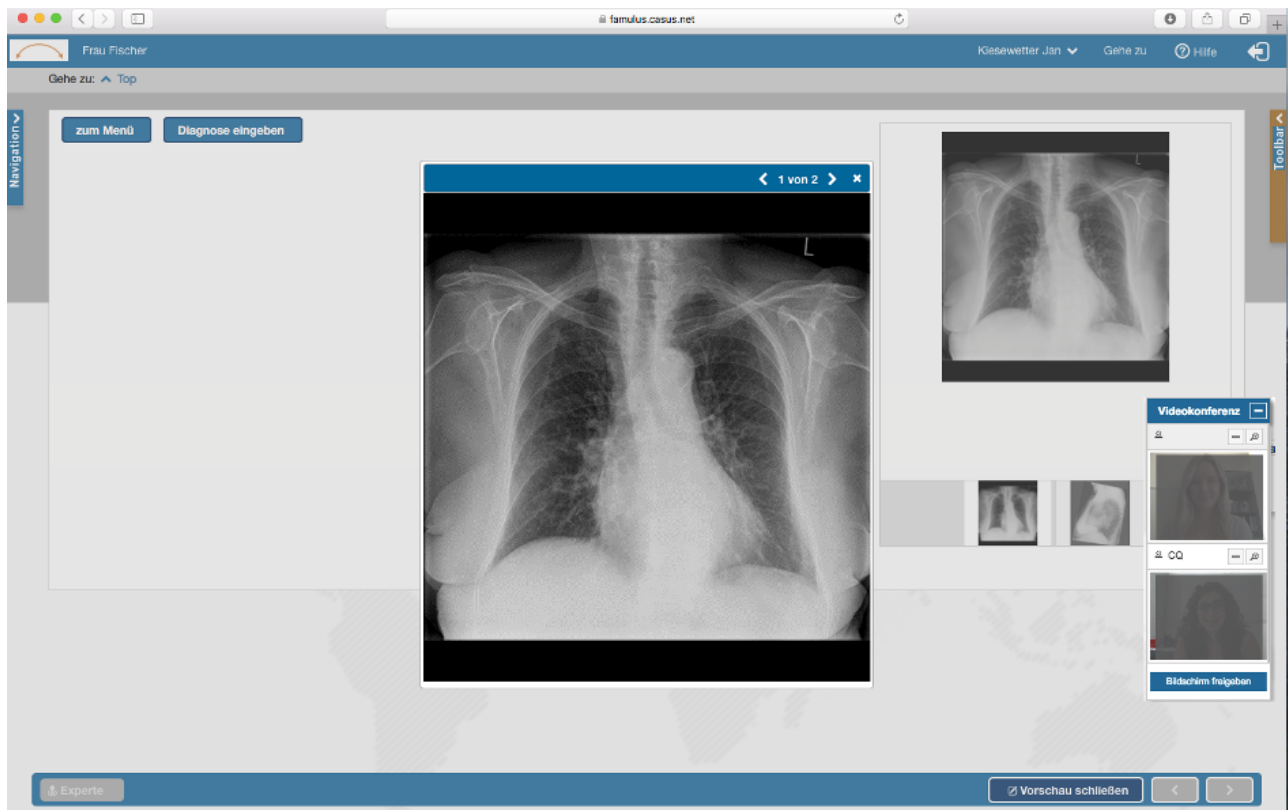 famulus.casus.net
Frau Fischer
Kiesewetter Jan
Gehe zu
Hilfe
Gehe zu: Top
Navigation
zum Menü
Diagnose eingeben
Toolbar
1 von 2
L
L
Videokonferenz
CQ
Bildschirm freigeben
Experte
Vorschau schließen